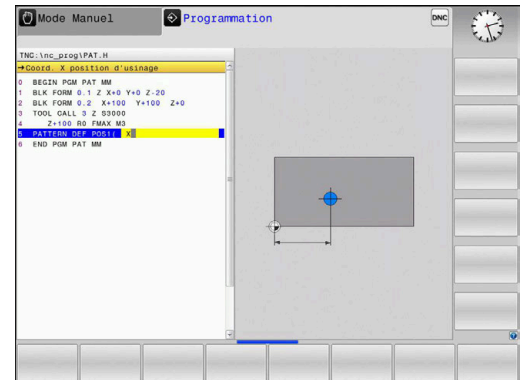 Mode Manuel
Programmation
DNC
TNC:\nc_prog\PAT.H
→Coord. X position d'usinage
0 BEGIN PGM PAT MM
1 BLK FORM 0.1 Z X+0 Y+0 Z-20
2 BLK FORM 0.2 X+100 Y+100 Z+0
3 TOOL CALL 3 Z S3000
4 Z+100 R0 FMAX M3
5 PATTERN DEF POS1( X
6 END PGM PAT MM